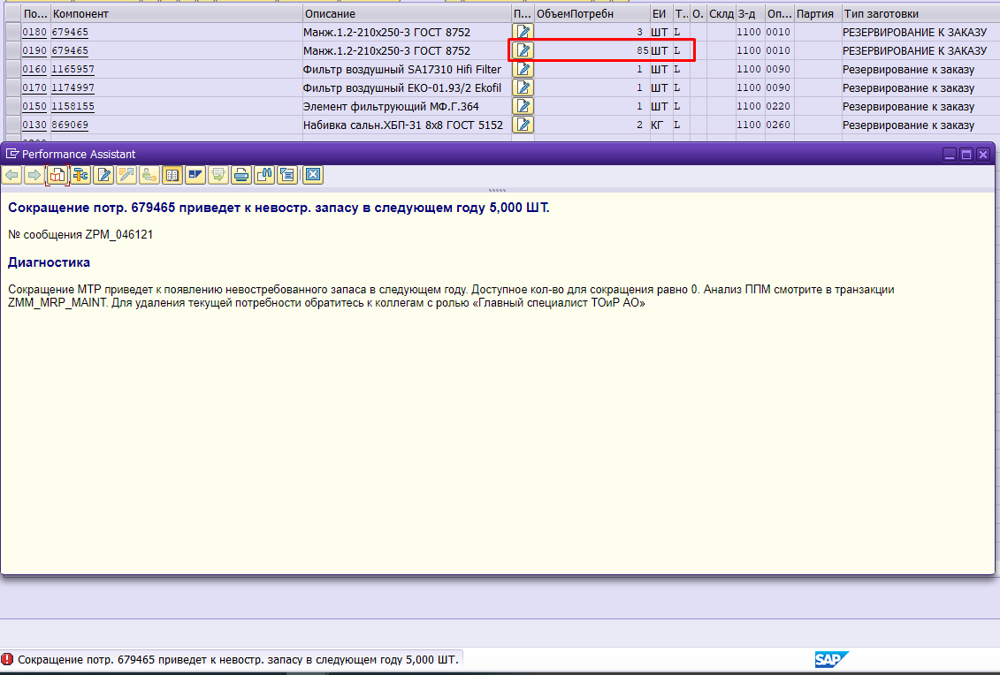 По... Компонент Описание П... ОбъемПотребн ЕИ Т.. О. Склд З-д Оп... Партия Тип заготовки
0180 679465 Манж.1.2-210x250-3 ГОСТ 8752 3 ШТ L 1100 0010 РЕЗЕРВИРОВАНИЕ К ЗАКАЗУ
0190 679465 Манж.1.2-210x250-3 ГОСТ 8752 85 ШТ L 1100 0010 РЕЗЕРВИРОВАНИЕ К ЗАКАЗУ
0160 1165957 Фильтр воздушный SA17310 Hifi Filter 1 ШТ L 1100 0090 Резервирование к заказу
0170 1174997 Фильтр воздушный ЕКО-01.93/2 Ekofil 1 ШТ L 1100 0090 Резервирование к заказу
0150 1158155 Элемент фильтрующий МФ.Г.364 1 ШТ L 1100 0220 Резервирование к заказу
0130 869069 Набивка сальн.ХБП-31 8x8 ГОСТ 5152 2 КГ L 1100 0260 Резервирование к заказу
Performance Assistant
Сокращение потр. 679465 приведет к невостр. запасу в следующем году 5,000 ШТ.
№ сообщения ZPM_046121
Диагностика
Сокращение МТР приведет к появлению невостребованного запаса в следующем году. Доступное кол-во для сокращения равно 0. Анализ ППМ смотрите в транзакции
ZMM_MRP_MAINT. Для удаления текущей потребности обратитесь к коллегам с ролью «Главный специалист ТОиР АО»
Сокращение потр. 679465 приведет к невостр. запасу в следующем году 5,000 ШТ.
SAP